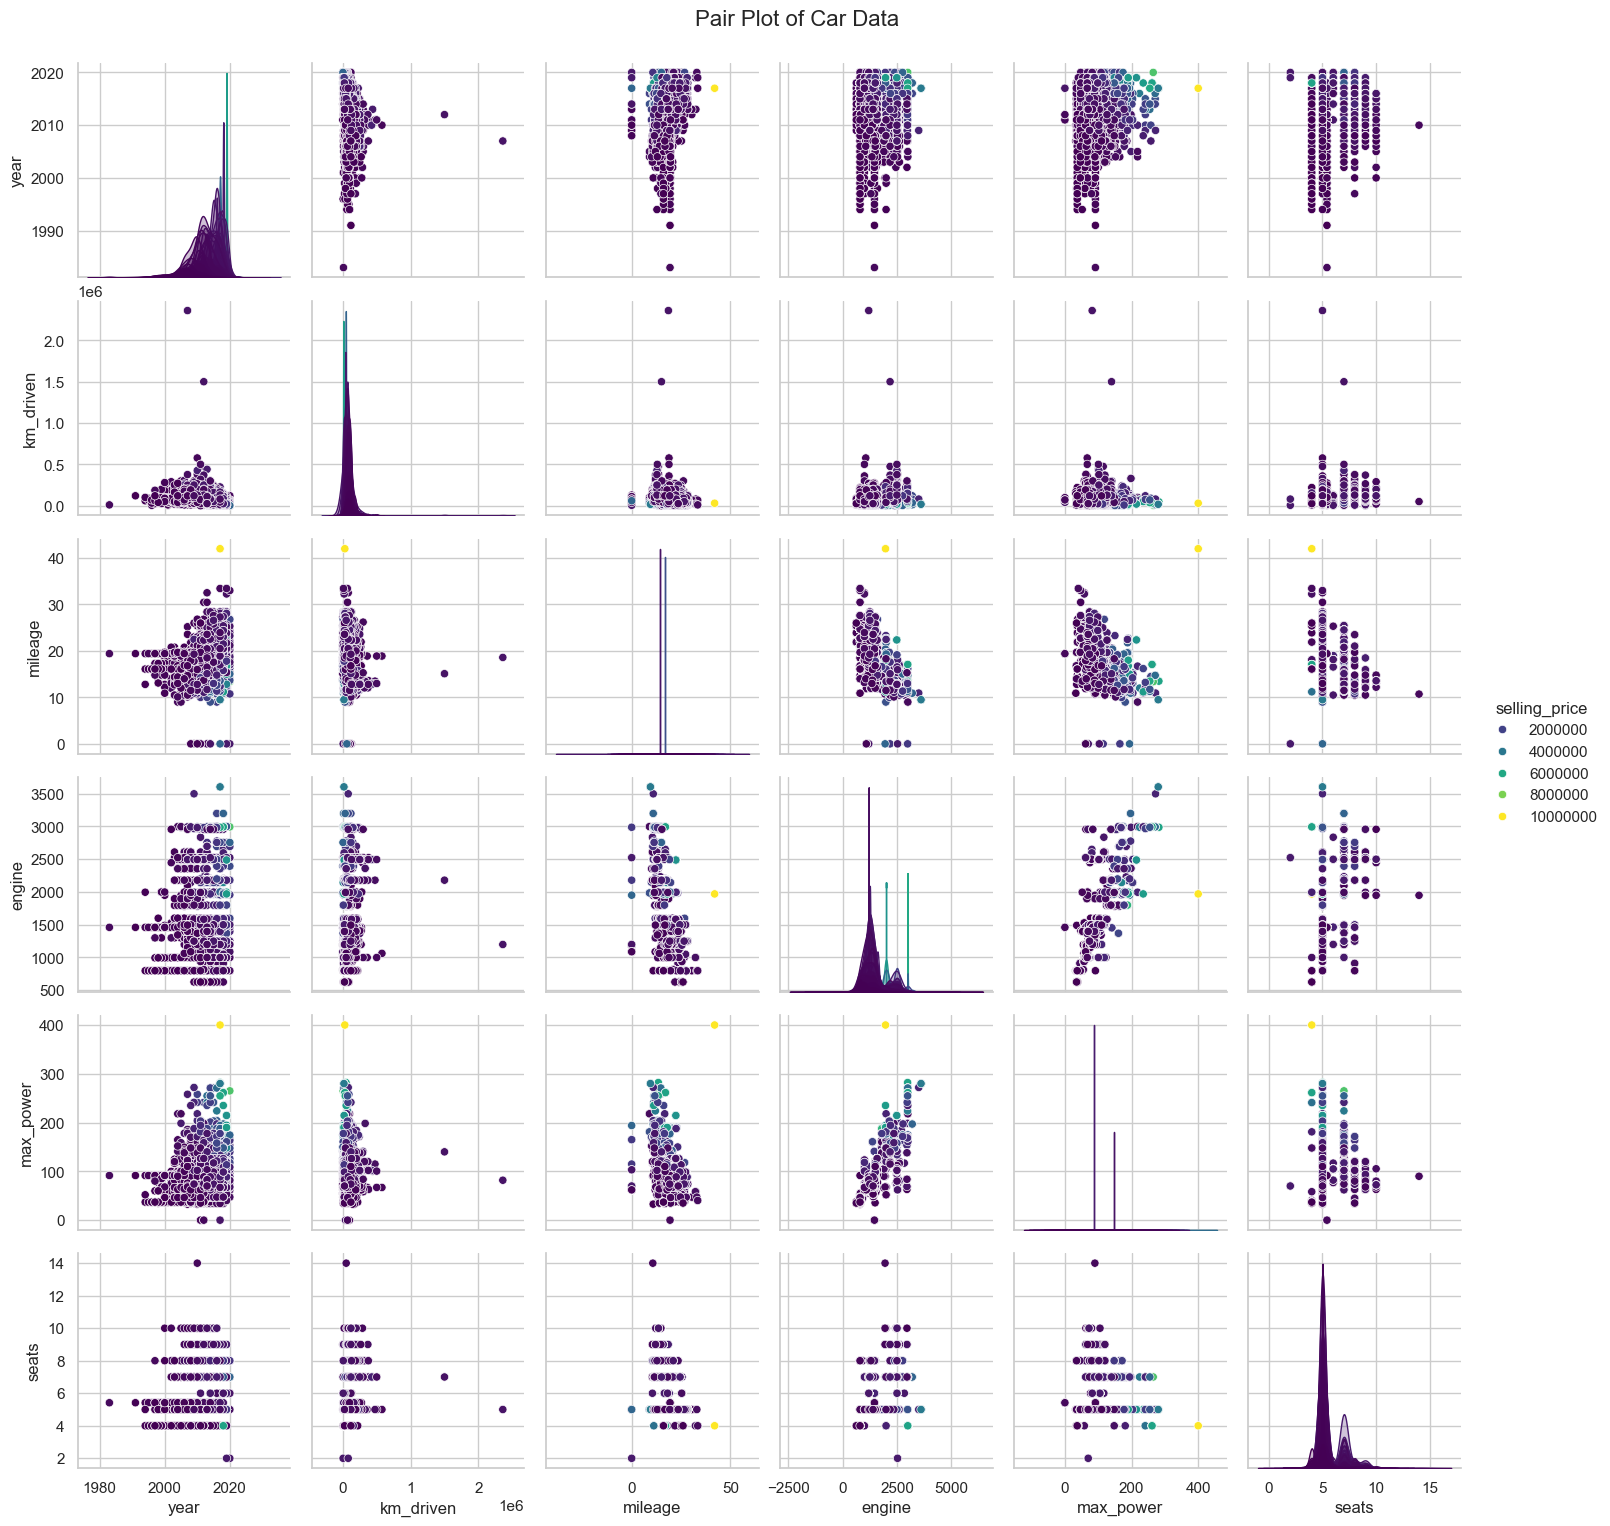 Pair Plot of Car Data
2020
2010
2000
1990
year
1e6
2.0
1.5
1.0
0.5
0.0
km_driven
40
30
20
10
0
mileage
selling_price
2000000
4000000
6000000
8000000
10000000
3500
3000
2500
2000
1500
1000
500
engine
400
300
200
100
0
max_power
14
12
10
8
6
4
2
seats
1980 2000 2020
year
0 1 2
km_driven 1e6
0 50
mileage
−2500 0 2500 5000
engine
0 200 400
max_power
0 5 10 15
seats